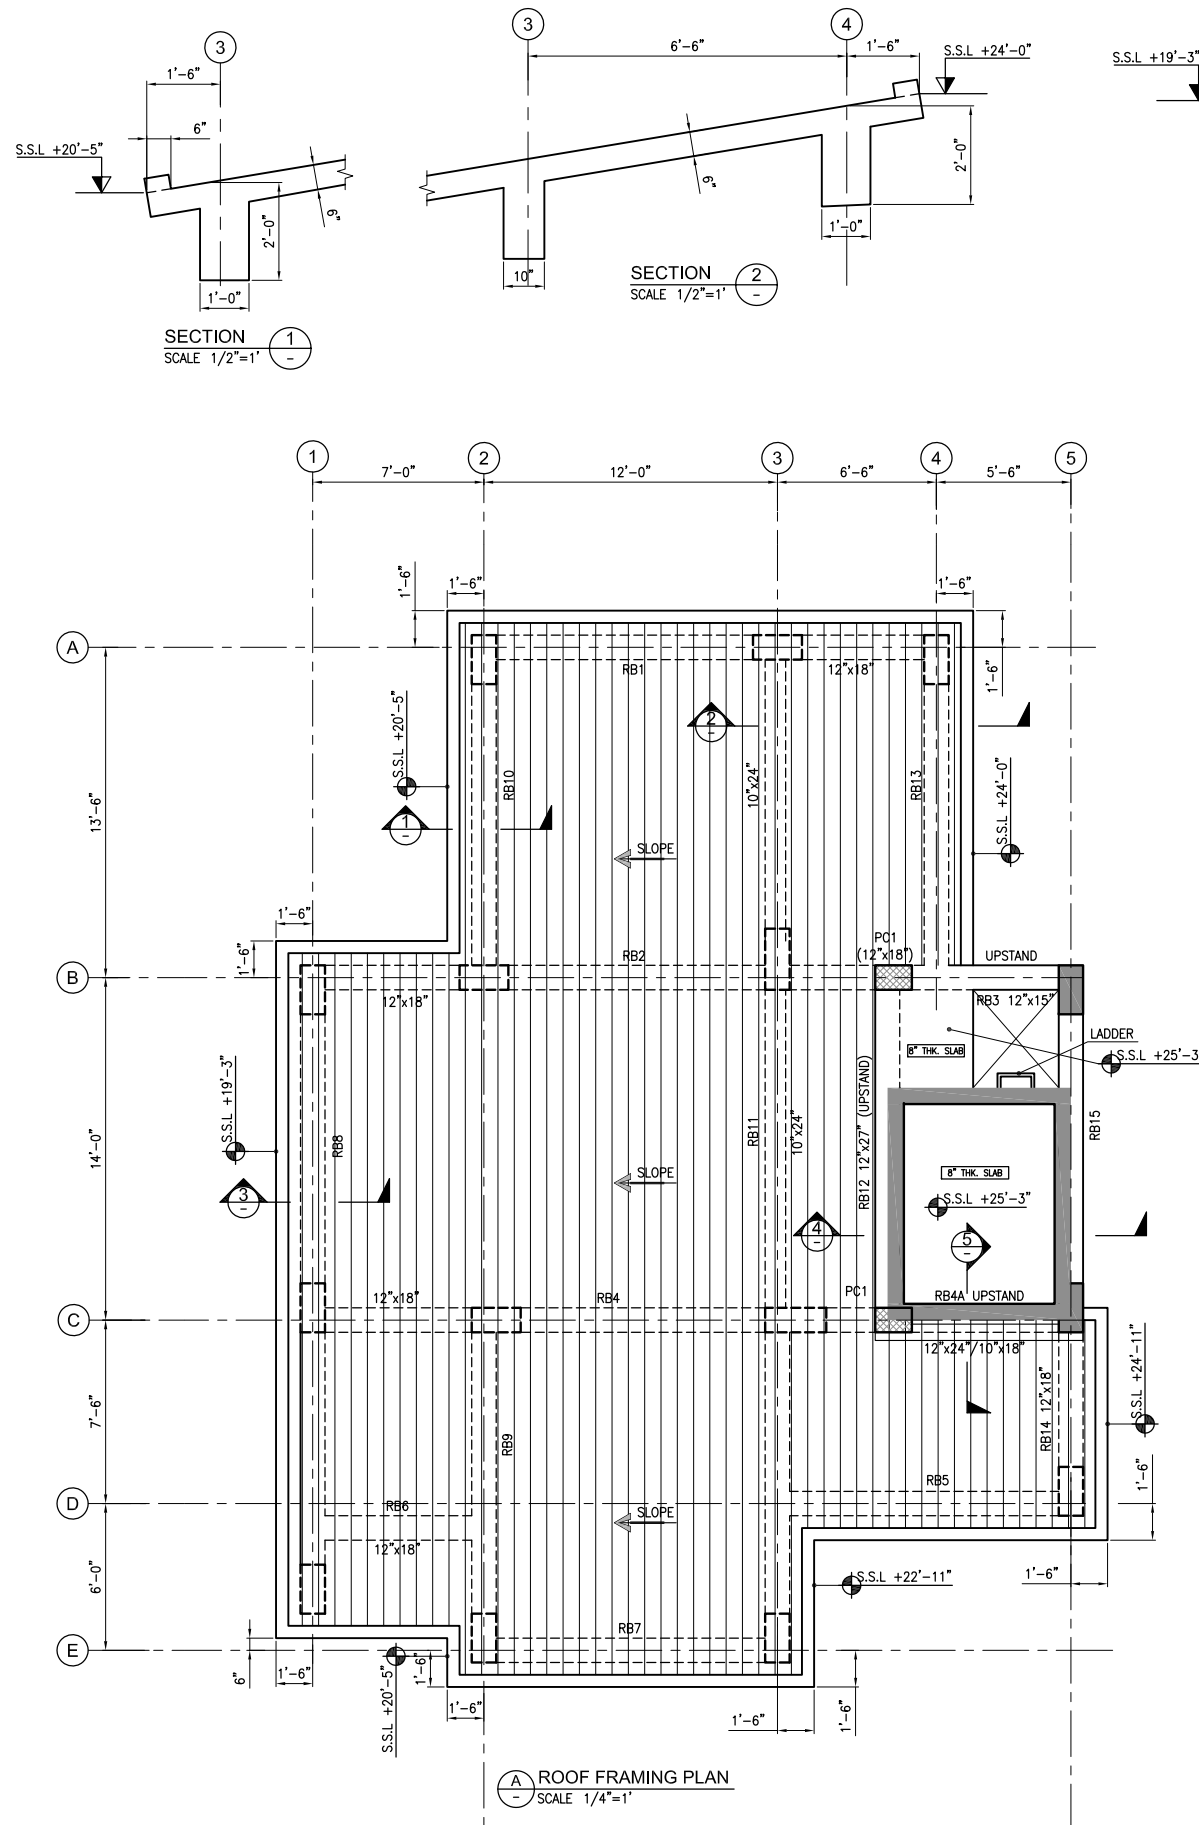 3
1'-6"
6"
S.S.L +20'-5"
6"
2'-0"
1'-0"
SECTION
1
-
SCALE 1/2"=1'
3
4
6'-6"
1'-6"
S.S.L +24'-0"
6"
2'-0"
10"
1'-0"
SECTION
2
-
SCALE 1/2"=1'
S.S.L +19'-3"
1
2
3
4
5
7'-0"
12'-0"
6'-6"
5'-6"
1'-6"
1'-6"
1'-6"
1'-6"
A
RB1
12"x18"
S.S.L +20'-5"
2
-
RB10
10"x24"
RB13
S.S.L +24'-0"
13'-6"
1
-
SLOPE
1'-6"
1'-6"
B
RB2
12"x18"
PC1
(12"x18")
UPSTAND
RB3 12"x15"
LADDER
8" THK. SLAB
S.S.L +25'-3
S.S.L +19'-3"
14'-0"
RB8
RB11
10"x24"
RB12 12"x27" (UPSTAND)
RB15
SLOPE
8" THK. SLAB
S.S.L +25'-3"
3
-
4
-
5
-
PC1
RB4A UPSTAND
12"x18"
RB4
C
12"x24"/10"x18"
7'-6"
RB9
RB14 12"x18"
S.S.L +24'-11"
RB5
1'-6"
D
RB6
SLOPE
12"x18"
6'-0"
S.S.L +22'-11"
1'-6"
RB7
E
6"
1'-6"
S.S.L +20'-5"
1'-6"
1'-6"
1'-6"
1'-6"
A
-
ROOF FRAMING PLAN
SCALE 1/4"=1'